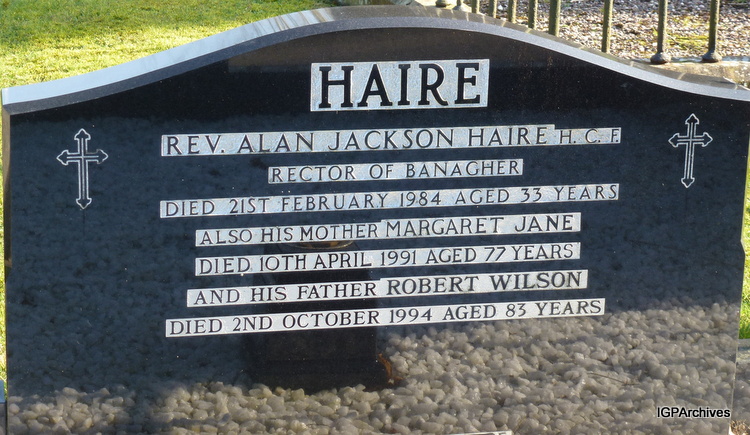 HAIRE
REV. ALAN JACKSON HAIRE H.C.F.
RECTOR OF BANAGHER
DIED 21ST FEBRUARY 1984 AGED 33 YEARS
ALSO HIS MOTHER MARGARET JANE
DIED 10TH APRIL 1991 AGED 77 YEARS
AND HIS FATHER ROBERT WILSON
DIED 2ND OCTOBER 1994 AGED 83 YEARS
IGPArchives